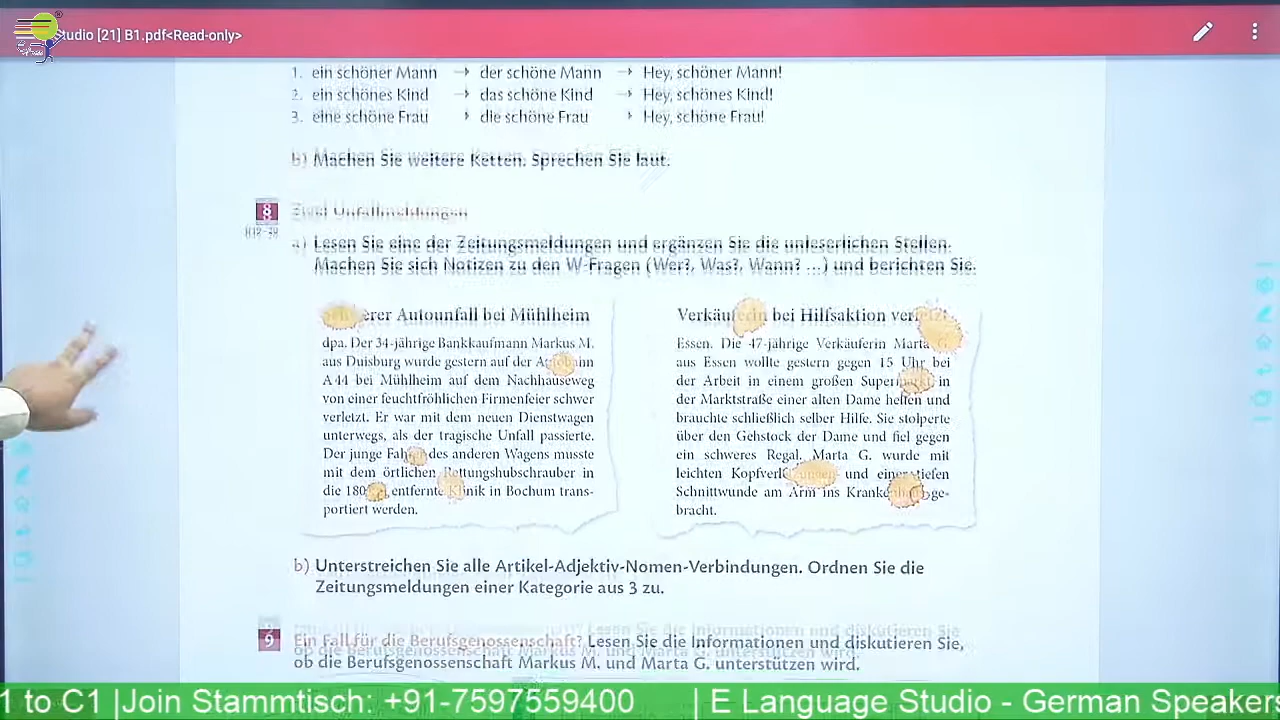 Studio [21] B1.pdf<Read-only>
1. ein schöner Mann → der schöne Mann → Hey, schöner Mann!
2. ein schönes Kind → das schöne Kind → Hey, schönes Kind!
3. eine schöne Frau → die schöne Frau → Hey, schöne Frau!
b) Machen Sie weitere Ketten. Sprechen Sie laut.
8 Zwei Unfallmeldungen
a) Lesen Sie eine der Zeitungsmeldungen und ergänzen Sie die unleserlichen Stellen.
Machen Sie sich Notizen zu den W-Fragen (Wer?, Was?, Wann? ...) und berichten Sie.
erer Autounfall bei Mühlheim
dpa. Der 34-jährige Bankkaufmann Markus M.
aus Duisburg wurde gestern auf der Autobahn
A 44 bei Mühlheim auf dem Nachhauseweg
von einer feuchtfröhlichen Firmenfeier schwer
verletzt. Er war mit dem neuen Dienstwagen
unterwegs, als der tragische Unfall passierte.
Der junge Fah des anderen Wagens musste
mit dem örtlichen Rettungshubschrauber in
die 180 entfernte Klinik in Bochum trans-
portiert werden.
Verkäuferin bei Hilfsaktion verletzt
Essen. Die 47-jährige Verkäuferin Marta G.
aus Essen wollte gestern gegen 15 Uhr bei
der Arbeit in einem großen Supermarkt in
der Marktstraße einer alten Dame helfen und
brauchte schließlich selber Hilfe. Sie stolperte
über den Gehstock der Dame und fiel gegen
ein schweres Regal. Marta G. wurde mit
leichten Kopfverletzungen und einer tiefen
Schnittwunde am Arm ins Krankenhaus ge-
bracht.
b) Unterstreichen Sie alle Artikel-Adjektiv-Nomen-Verbindungen. Ordnen Sie die
Zeitungsmeldungen einer Kategorie aus 3 zu.
9 Ein Fall für die Berufsgenossenschaft? Lesen Sie die Informationen und diskutieren Sie,
ob die Berufsgenossenschaft Markus M. und Marta G. unterstützen wird.
1 to C1 |Join Stammtisch: +91-7597559400 | E Language Studio - German Speakers